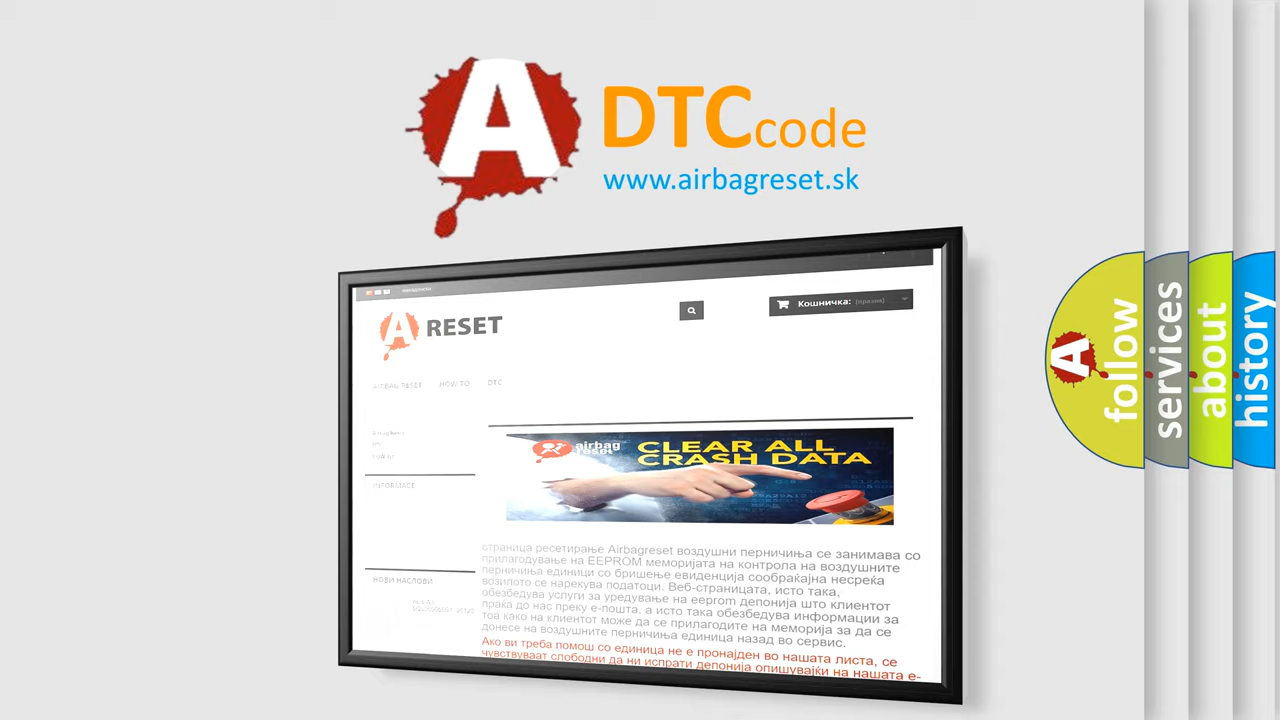 A DTCcode
www.airbagreset.sk
A RESET
Кошничка: (празна)
AIRBAG RESET HOW TO DTC
INFORMACE
airbag reset CLEAR ALL CRASH DATA
НОВИ НАСЛОВИ
страница ресетирање Airbagreset воздушни перничиња се занимава со
прилагодување на EEPROM меморијата на контрола на воздушните
перничиња единици со бришење евиденција сообраќајна несреќа
возилото се нарекува податоци. Веб-страницата, исто така,
обезбедува услуги за уредување на eeprom депонија што клиентот
праќа до нас преку е-пошта, а исто така обезбедува информации за
тоа како на клиентот може да се прилагодите на меморија за да се
донесе на воздушните перничиња единица назад во сервис.
Ако ви треба помош со единица не е пронајден во нашата листа, се
чувствуваат слободни да ни испрати депонија опишувајќи на нашата е-
A follow
services
about
history